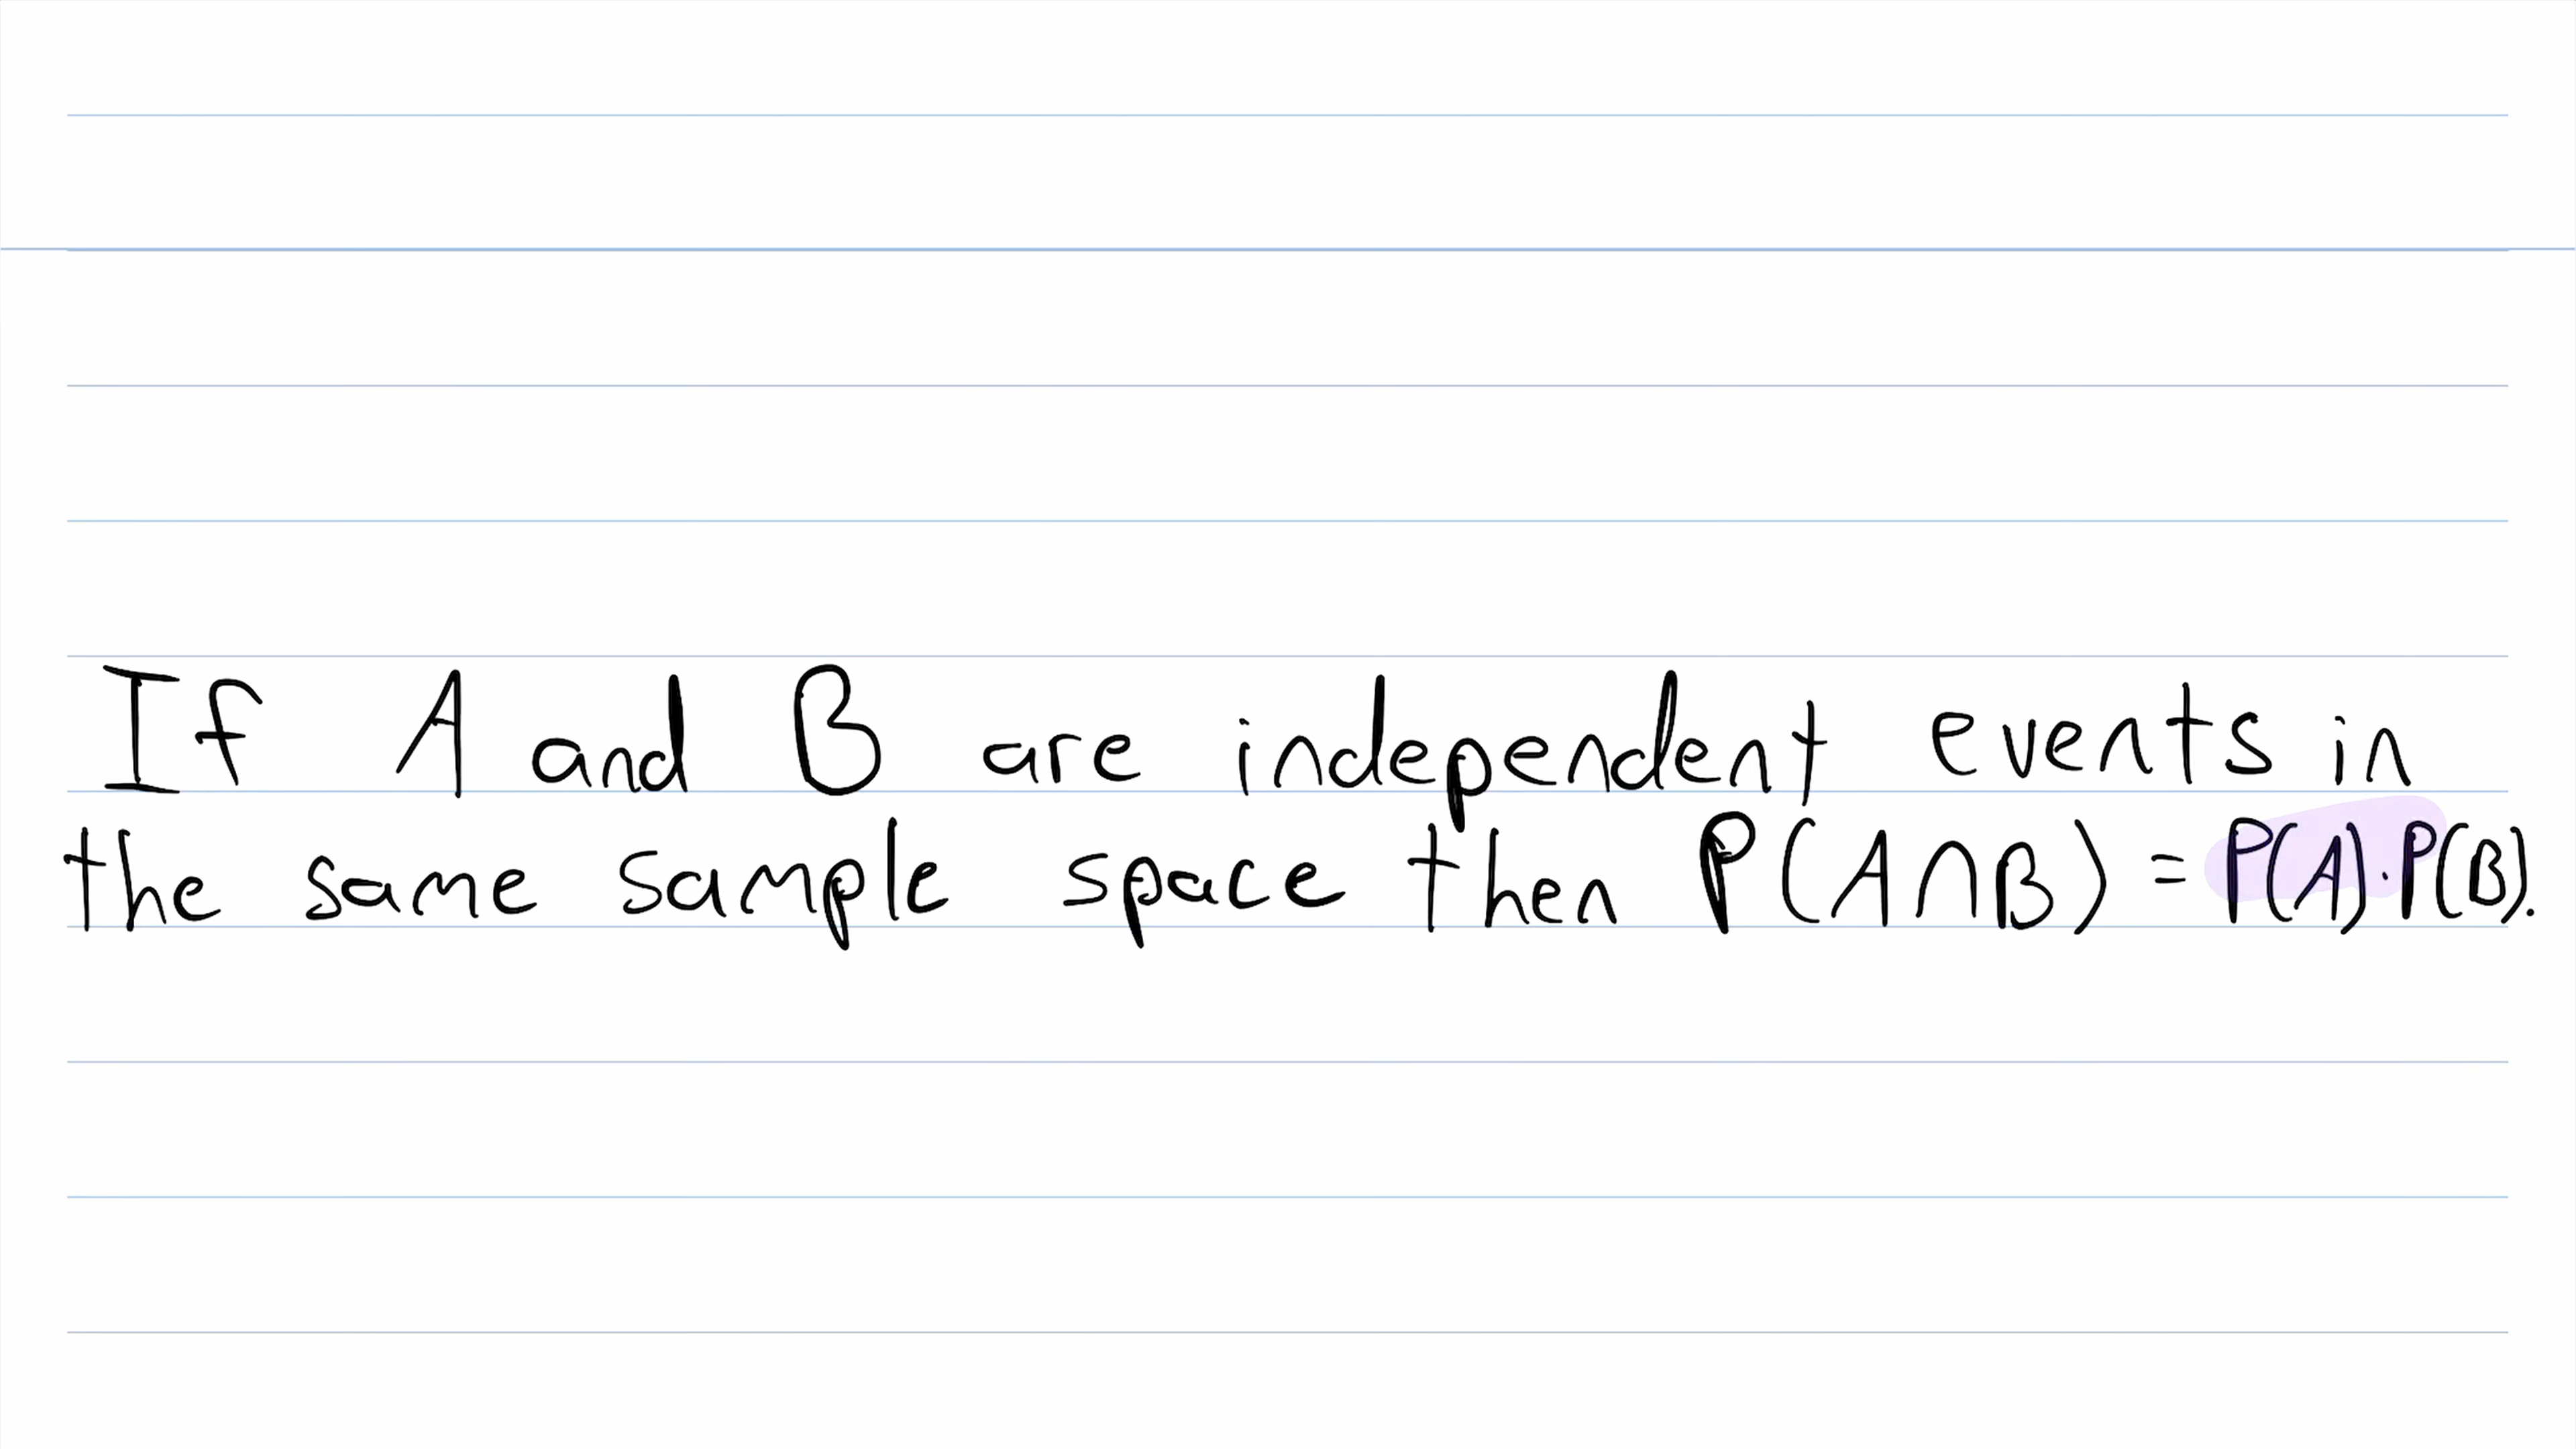 If A and B are independent events in
the same sample space then P(A∩B) = P(A)·P(B).